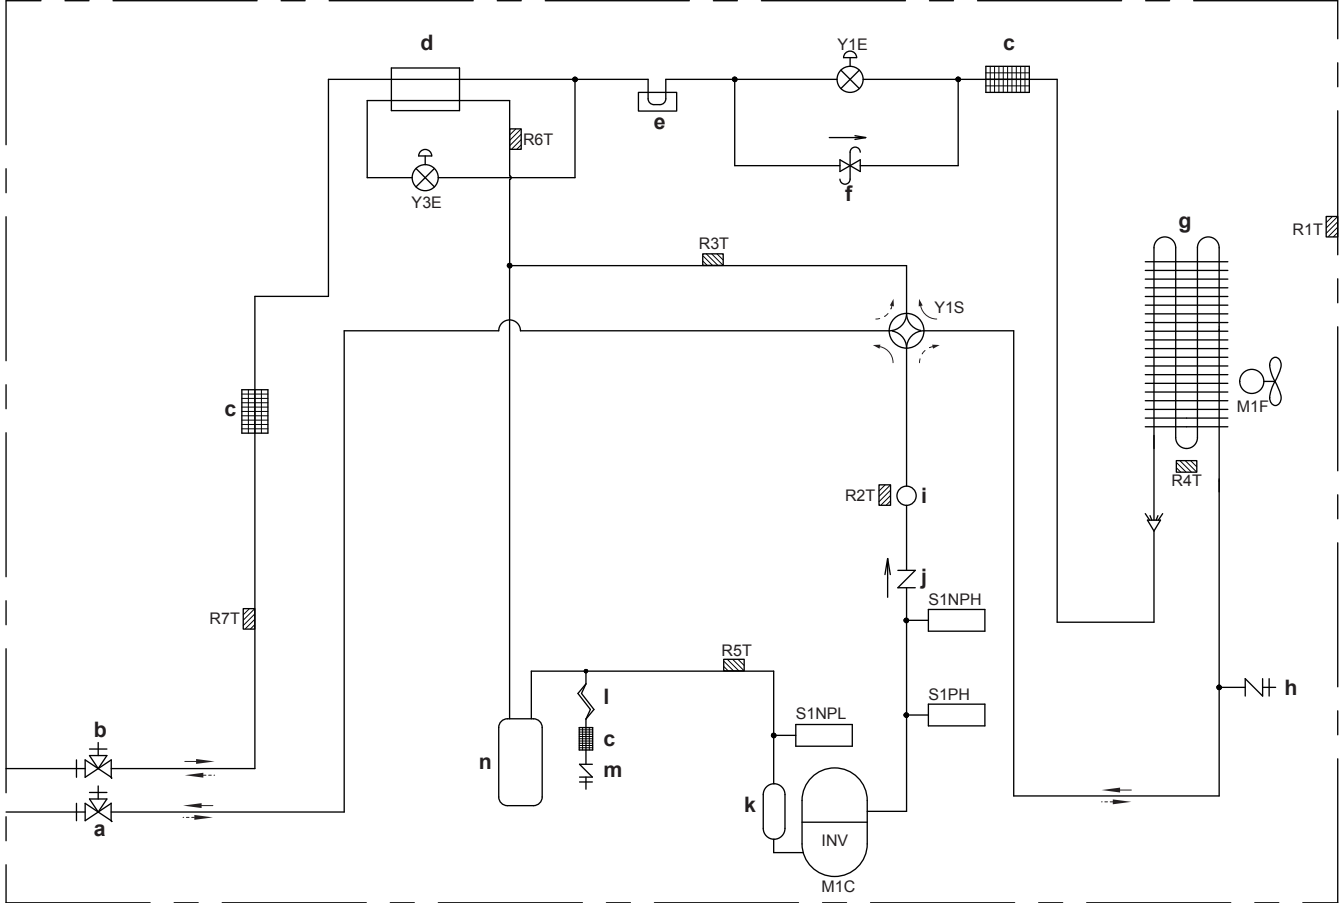 d
Y1E
c
e
R6T
Y3E
f
g
R1T
R3T
Y1S
c
M1F
R4T
R2T
i
j
S1NPH
R7T
R5T
l
S1PH
h
S1NPL
b
n
c
m
k
a
INV
M1C